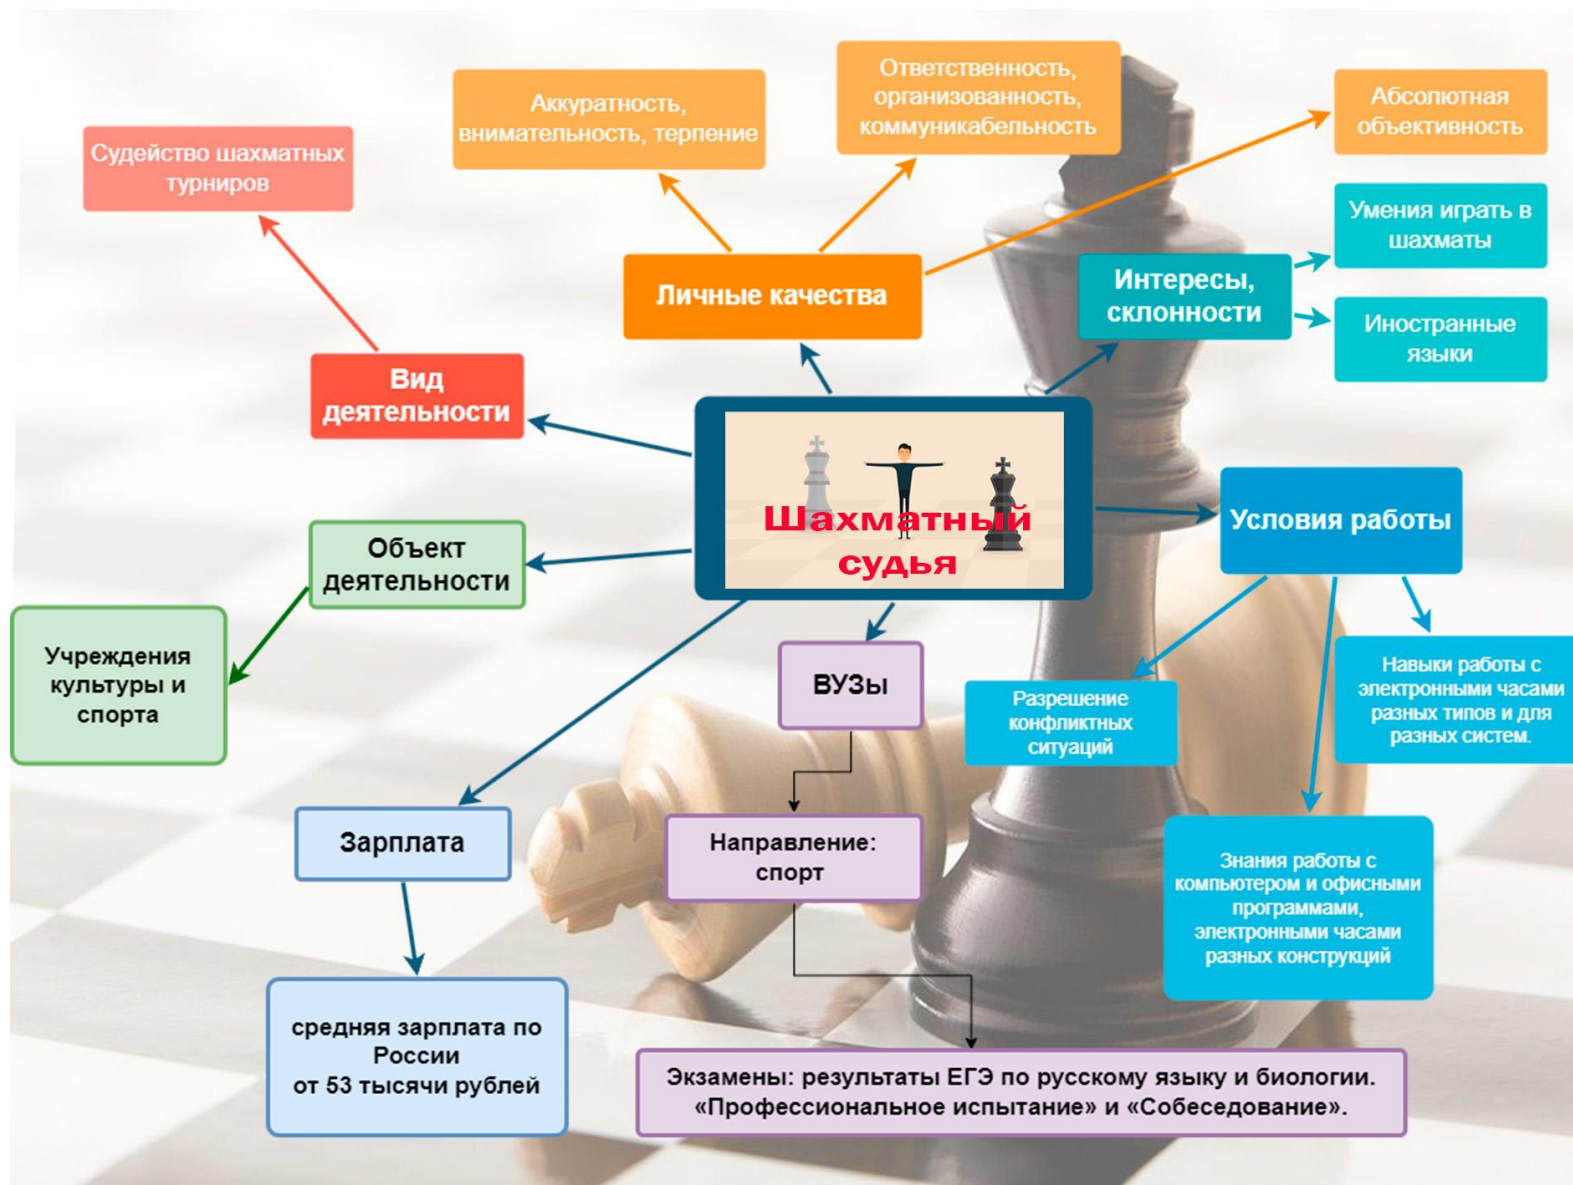 Ответственность,
организованность,
коммуникабельность
Аккуратность,
внимательность, терпение
Абсолютная
объективность
Судейство шахматных
турниров
Умения играть в
шахматы
Личные качества
Интересы,
склонности
Иностранные
языки
Вид
деятельности
Шахматный
судья
Условия работы
Объект
деятельности
Учреждения
культуры и
спорта
ВУЗы
Разрешение
конфликтных
ситуаций
Навыки работы с
электронными часами
разных типов и для
разных систем.
Зарплата
Направление:
спорт
Знания работы с
компьютером и офисными
программами,
электронными часами
разных конструкций
средняя зарплата по
России
от 53 тысячи рублей
Экзамены: результаты ЕГЭ по русскому языку и биологии.
«Профессиональное испытание» и «Собеседование».